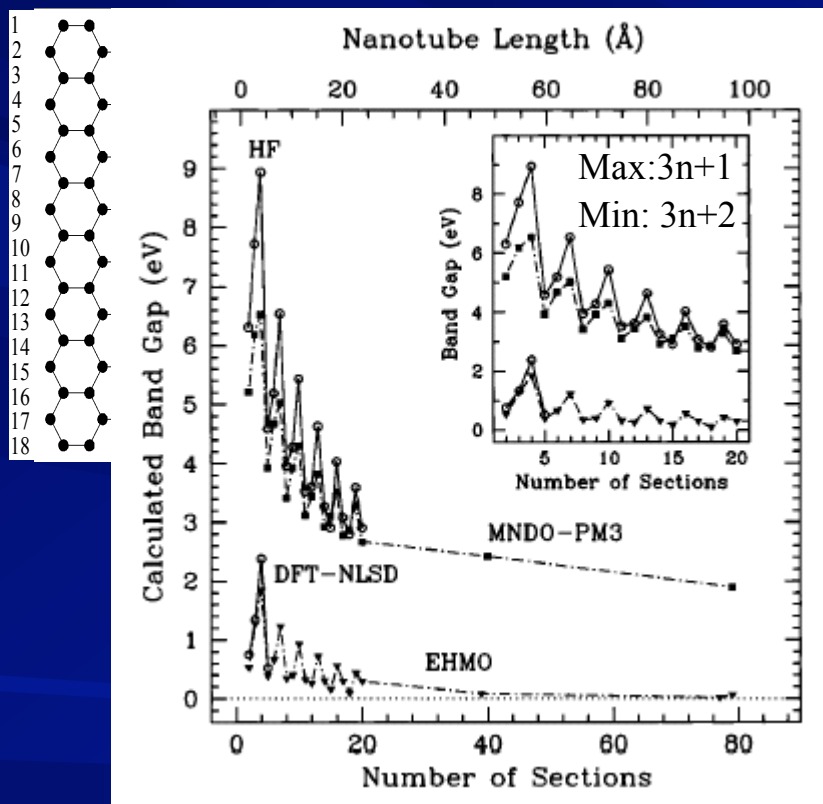 1
2
3
4
5
6
7
8
9
10
11
12
13
14
15
16
17
18
Nanotube Length (Å)
0 20 40 60 80 100
HF
Max:3n+1
Min: 3n+2
8
6
4
2
0
Band Gap (eV)
5 10 15 20
Number of Sections
9
8
7
6
5
4
3
2
1
0
Calculated Band Gap (eV)
MNDO-PM3
DFT-NLSD
EHMO
0 20 40 60 80
Number of Sections